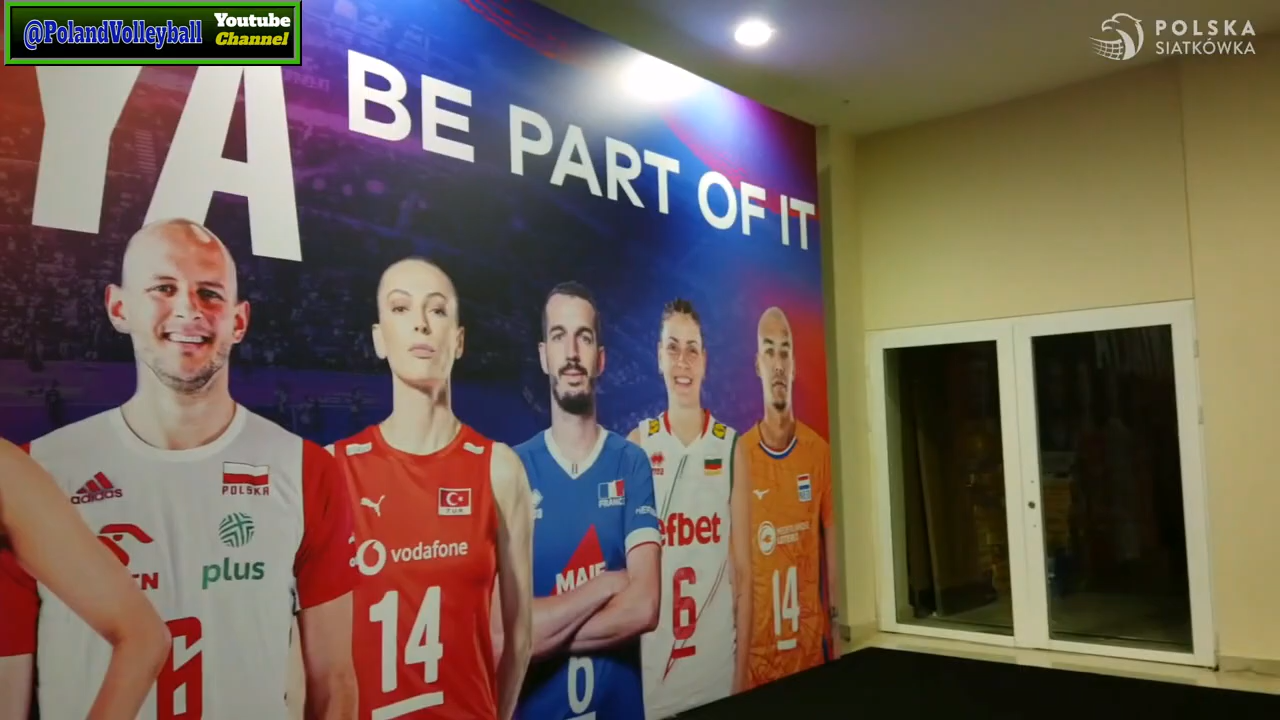 @PolandVolleyball
Youtube
Channel
POLSKA
SIATKÓWKA
YA
BE PART OF IT
adidas
POLSKA
plus
6
TUR
vodafone
14
FRANCE
MAIF
0
efbet
6
14